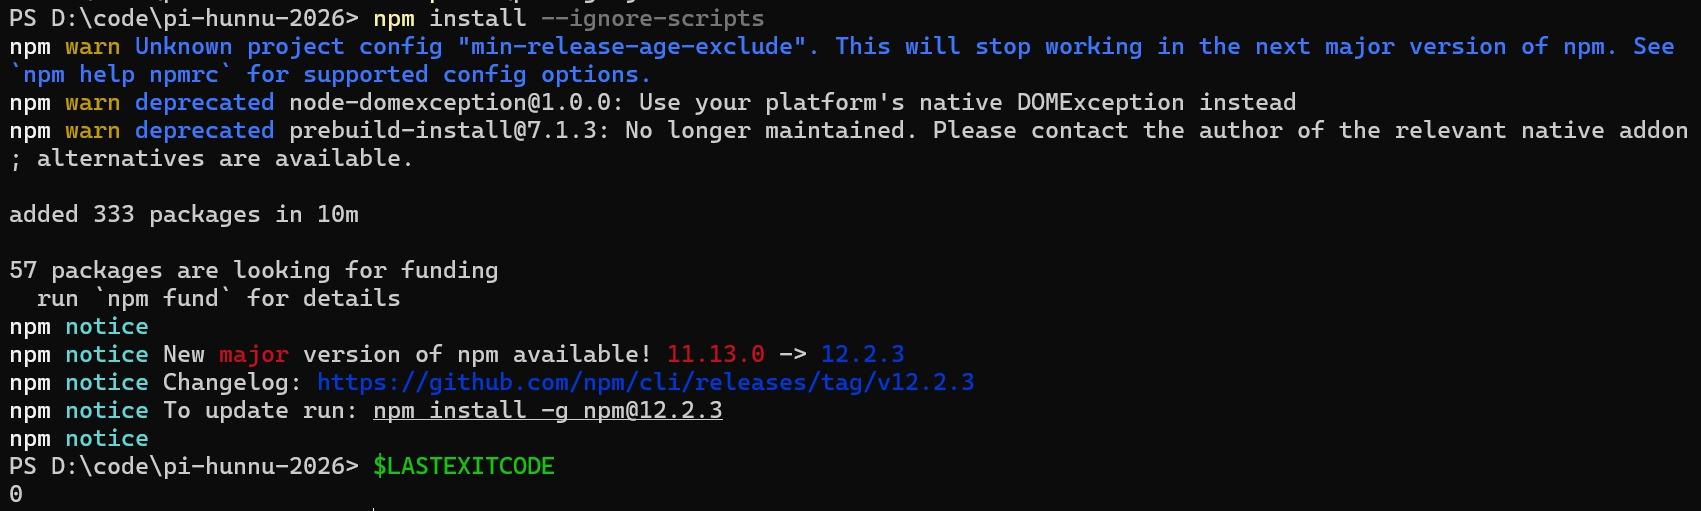 PS D:\code\pi-hunnu-2026> npm install --ignore-scripts
npm warn Unknown project config "min-release-age-exclude". This will stop working in the next major version of npm. See
`npm help npmrc` for supported config options.
npm warn deprecated node-domexception@1.0.0: Use your platform's native DOMException instead
npm warn deprecated prebuild-install@7.1.3: No longer maintained. Please contact the author of the relevant native addon
; alternatives are available.
added 333 packages in 10m
57 packages are looking for funding
  run `npm fund` for details
npm notice
npm notice New major version of npm available! 11.13.0 -> 12.2.3
npm notice Changelog: https://github.com/npm/cli/releases/tag/v12.2.3
npm notice To update run: npm install -g npm@12.2.3
npm notice
PS D:\code\pi-hunnu-2026> $LASTEXITCODE
0